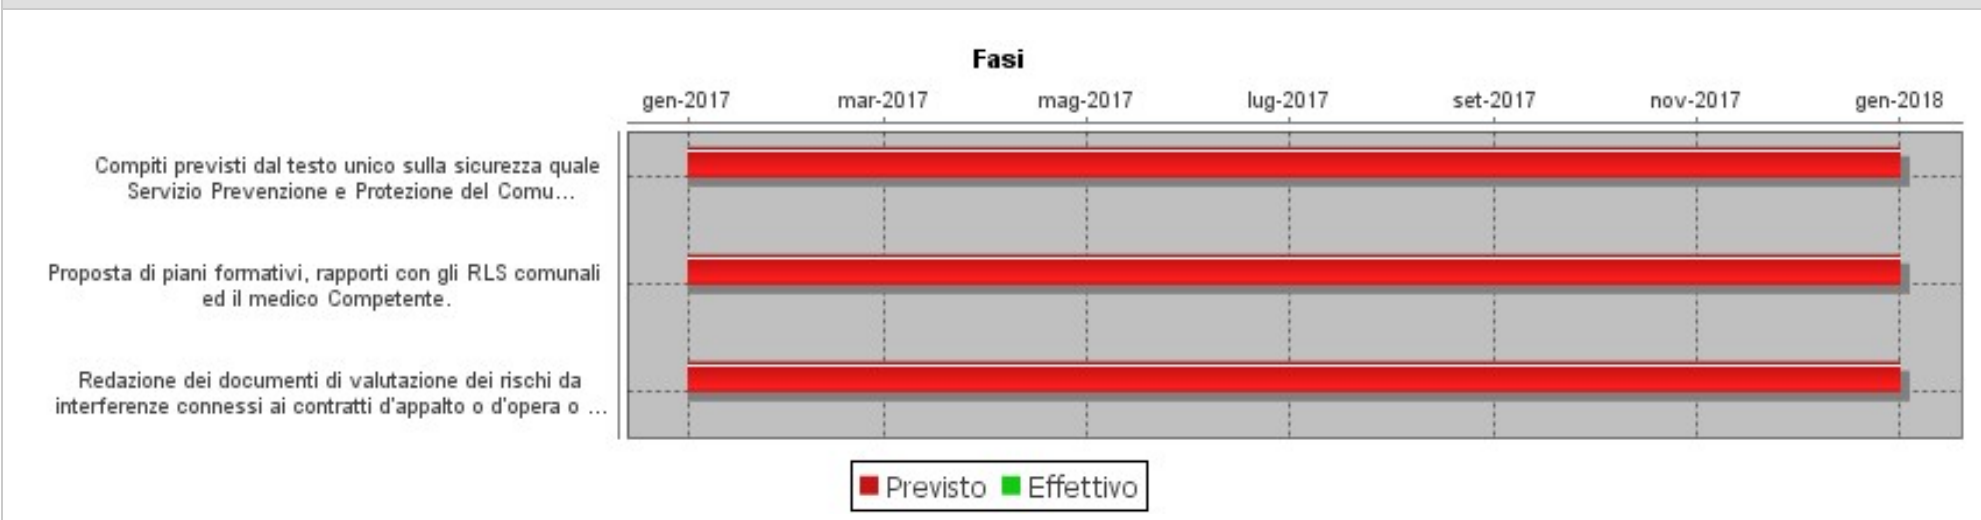 Fasi
gen-2017 mar-2017 mag-2017 lug-2017 set-2017 nov-2017 gen-2018
Compiti previsti dal testo unico sulla sicurezza quale
Servizio Prevenzione e Protezione del Comu...
Proposta di piani formativi, rapporti con gli RLS comunali
ed il medico Competente.
Redazione dei documenti di valutazione dei rischi da
interferenze connessi ai contratti d'appalto o d'opera o ...
Previsto Effettivo